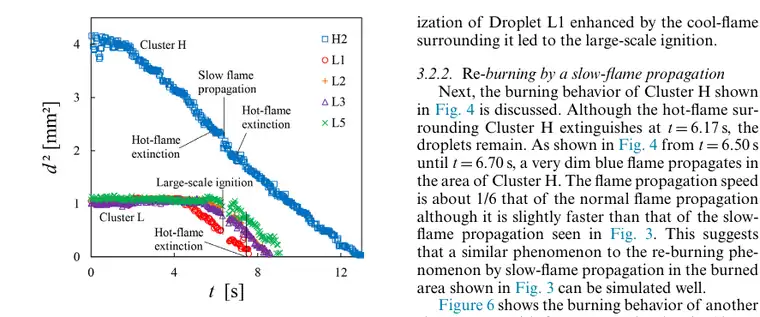 4
3
2
1
0
d² [mm²]
0
4
8
12
t [s]
Cluster H
Slow flame
propagation
Hot-flame
extinction
Hot-flame
extinction
Large-scale ignition
Cluster L
Hot-flame
extinction
H2
L1
L2
L3
L5
ization of Droplet L1 enhanced by the cool-flame
surrounding it led to the large-scale ignition.
3.2.2. Re-burning by a slow-flame propagation
Next, the burning behavior of Cluster H shown
in Fig. 4 is discussed. Although the hot-flame sur-
rounding Cluster H extinguishes at t = 6.17 s, the
droplets remain. As shown in Fig. 4 from t = 6.50 s
until t = 6.70 s, a very dim blue flame propagates in
the area of Cluster H. The flame propagation speed
is about 1/6 that of the normal flame propagation
although it is slightly faster than that of the slow-
flame propagation seen in Fig. 3. This suggests
that a similar phenomenon to the re-burning phe-
nomenon by slow-flame propagation in the burned
area shown in Fig. 3 can be simulated well.
Figure 6 shows the burning behavior of another